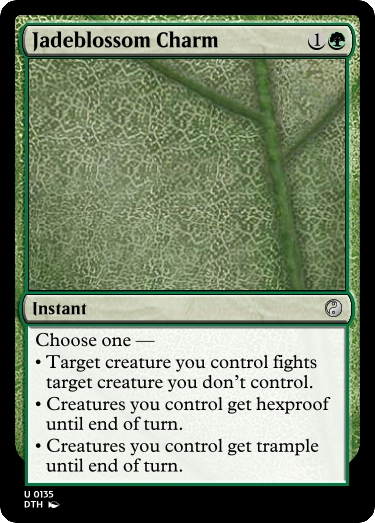 Jadeblossom Charm 1
Instant
Choose one —
• Target creature you control fights
target creature you don't control.
• Creatures you control get hexproof
until end of turn.
• Creatures you control get trample
until end of turn.
U 0135
DTH